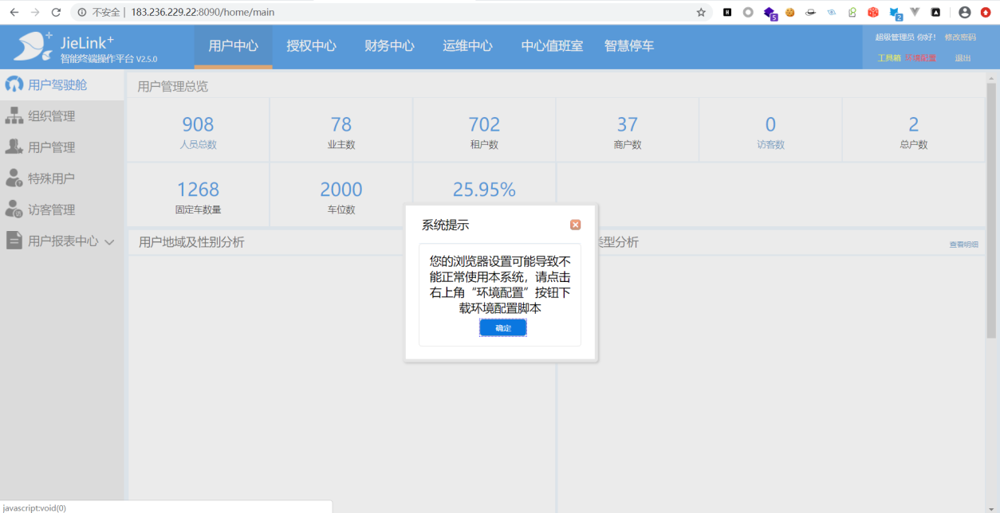 不安全 | 183.236.229.22:8090/home/main
5
2
JieLink+
智能终端操作平台 V2.5.0
用户中心
授权中心
财务中心
运维中心
中心值班室
智慧停车
超级管理员 你好! 修改密码
工具箱 环境配置 退出
用户驾驶舱
组织管理
用户管理
特殊用户
访客管理
用户报表中心
用户管理总览
908
人员总数
78
业主数
702
租户数
37
商户数
0
访客数
2
总户数
1268
固定车数量
2000
车位数
25.95%
用户地域及性别分析
类型分析
查看明细
系统提示
您的浏览器设置可能导致不
能正常使用本系统，请点击
右上角“环境配置”按钮下
载环境配置脚本
确定
javascript:void(0)